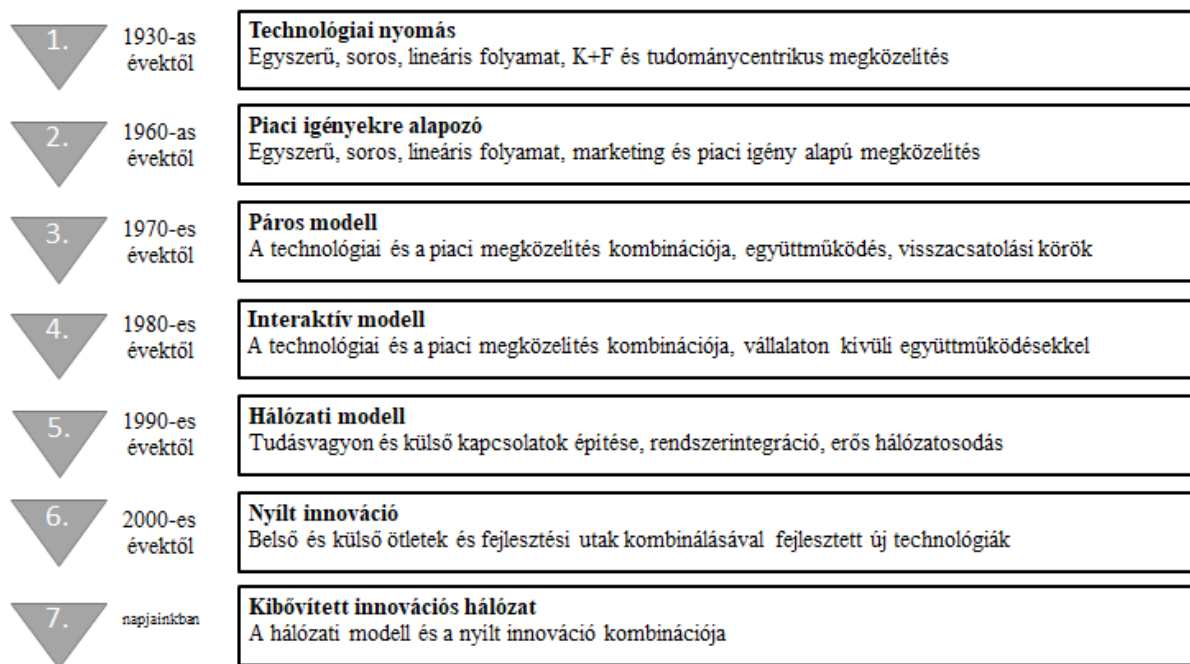 1.
1930-as
évektől
Technológiai nyomás
Egyszerű, soros, lineáris folyamat, K+F és tudománycentrikus megközelítés
2.
1960-as
évektől
Piaci igényekre alapozó
Egyszerű, soros, lineáris folyamat, marketing és piaci igény alapú megközelítés
3.
1970-es
évektől
Páros modell
A technológiai és a piaci megközelítés kombinációja, együttműködés, visszacsatolási körök
4.
1980-es
évektől
Interaktív modell
A technológiai és a piaci megközelítés kombinációja, vállalaton kívüli együttműködésekkel
5.
1990-es
évektől
Hálózati modell
Tudásvagyon és külső kapcsolatok építése, rendszerintegráció, erős hálózatosodás
6.
2000-es
évektől
Nyílt innováció
Belső és külső ötletek és fejlesztési utak kombinálásával fejlesztett új technológiák
7.
napjainkban
Kibővített innovációs hálózat
A hálózati modell és a nyílt innováció kombinációja